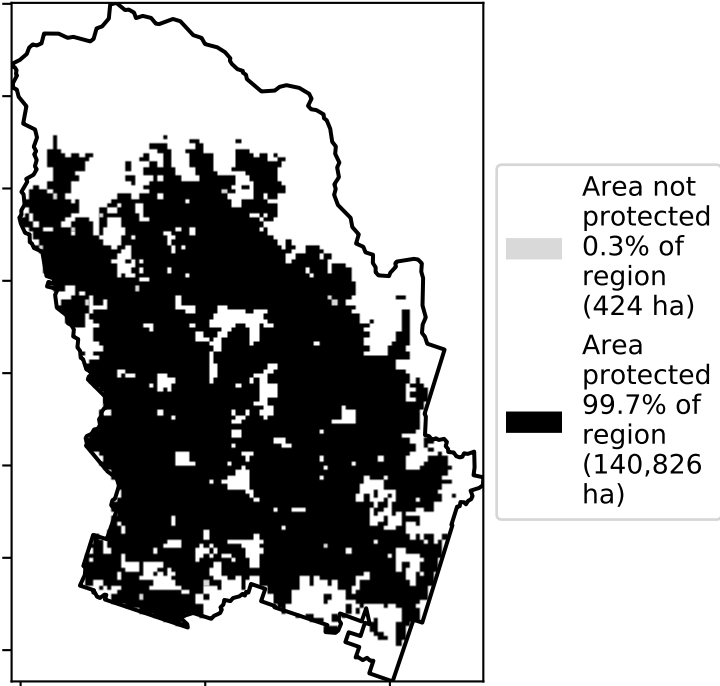 Area not
protected
0.3% of
region
(424 ha)
Area
protected
99.7% of
region
(140,826
ha)